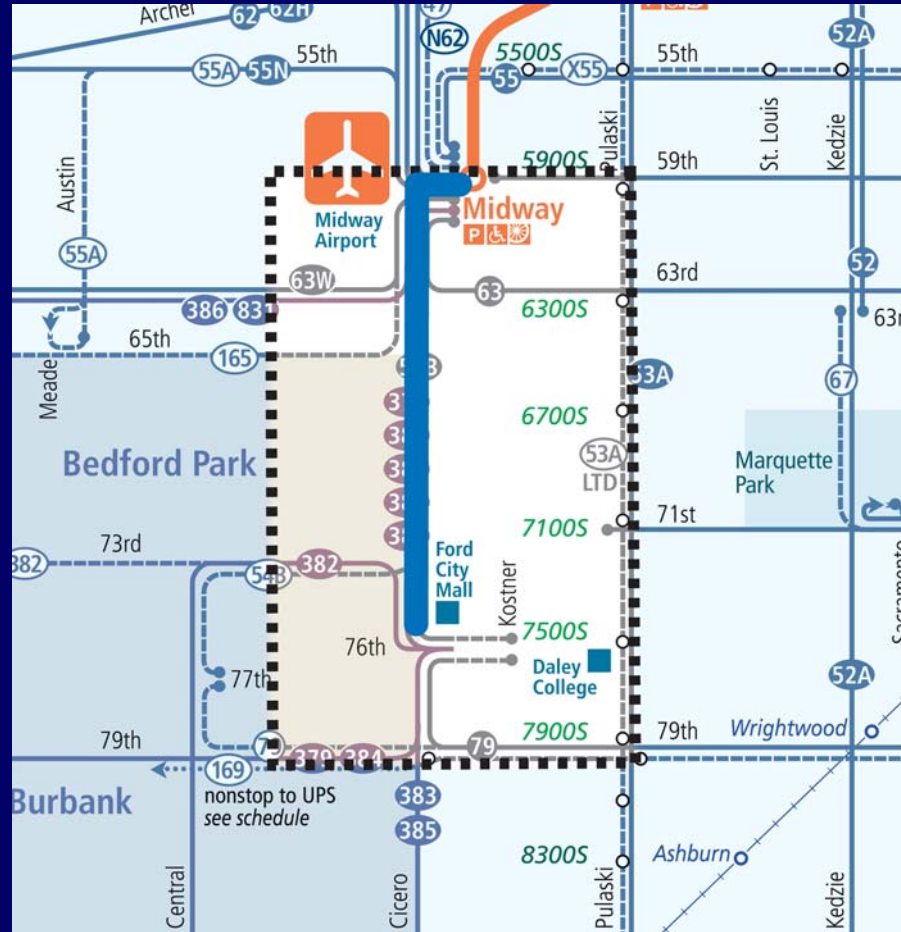 Archer
62
62H
47
N62
52A
5500S
55th
55A
55N
55
X55
55th
Pulaski
St. Louis
Kedzie
5900S
59th
Austin
Midway
Airport
Midway
P
55A
63W
63
63rd
52
386
6300S
65th
165
Meade
53A
67
6700S
Bedford Park
53A
LTD
Marquette
Park
7100S
71st
73rd
382
382
54B
Ford
City
Mall
Kostner
7500S
76th
77th
Daley
College
52A
7900S
79th
79
79th
Wrightwood
379
384
169
nonstop to UPS
see schedule
Burbank
383
385
8300S
Ashburn
Central
Cicero
Pulaski
Kedzie